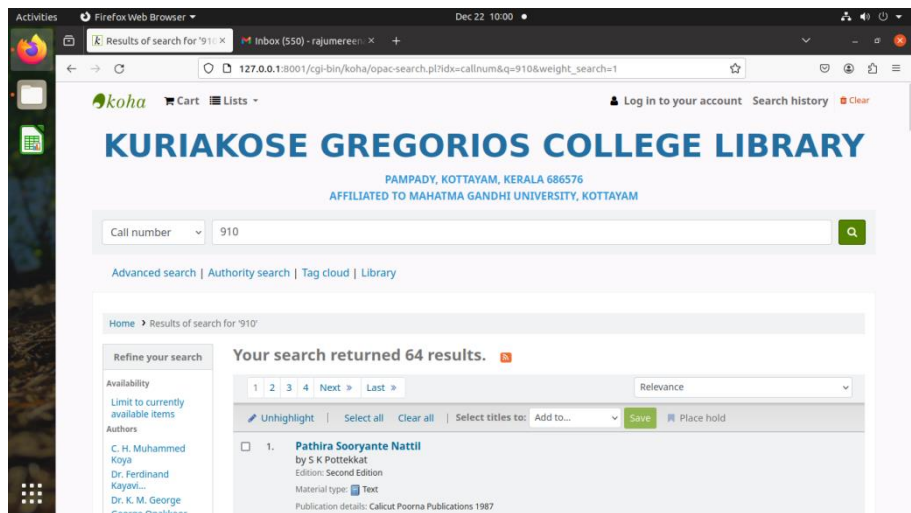 Activities Firefox Web Browser Dec 22 10:00
Results of search for '910 Inbox (550) - rajumereen
127.0.0.1:8001/cgi-bin/koha/opac-search.pl?idx=callnum&q=910&weight_search=1
koha Cart Lists Log in to your account Search history Clear
KURIAKOSE GREGORIOS COLLEGE LIBRARY
PAMPADY, KOTTAYAM, KERALA 686576
AFFILIATED TO MAHATMA GANDHI UNIVERSITY, KOTTAYAM
Call number 910
Advanced search | Authority search | Tag cloud | Library
Home Results of search for '910'
Refine your search
Availability
Limit to currently
available items
Authors
C. H. Muhammed
Koya
Dr. Ferdinand
Kayavi...
Dr. K. M. George
Your search returned 64 results.
1 2 3 4 Next » Last » Relevance
Unhighlight | Select all Clear all | Select titles to: Add to... Save Place hold
1. Pathira Sooryante Nattil
by S K Pottekkat
Edition: Second Edition
Material type: Text
Publication details: Calicut Poorna Publications 1987